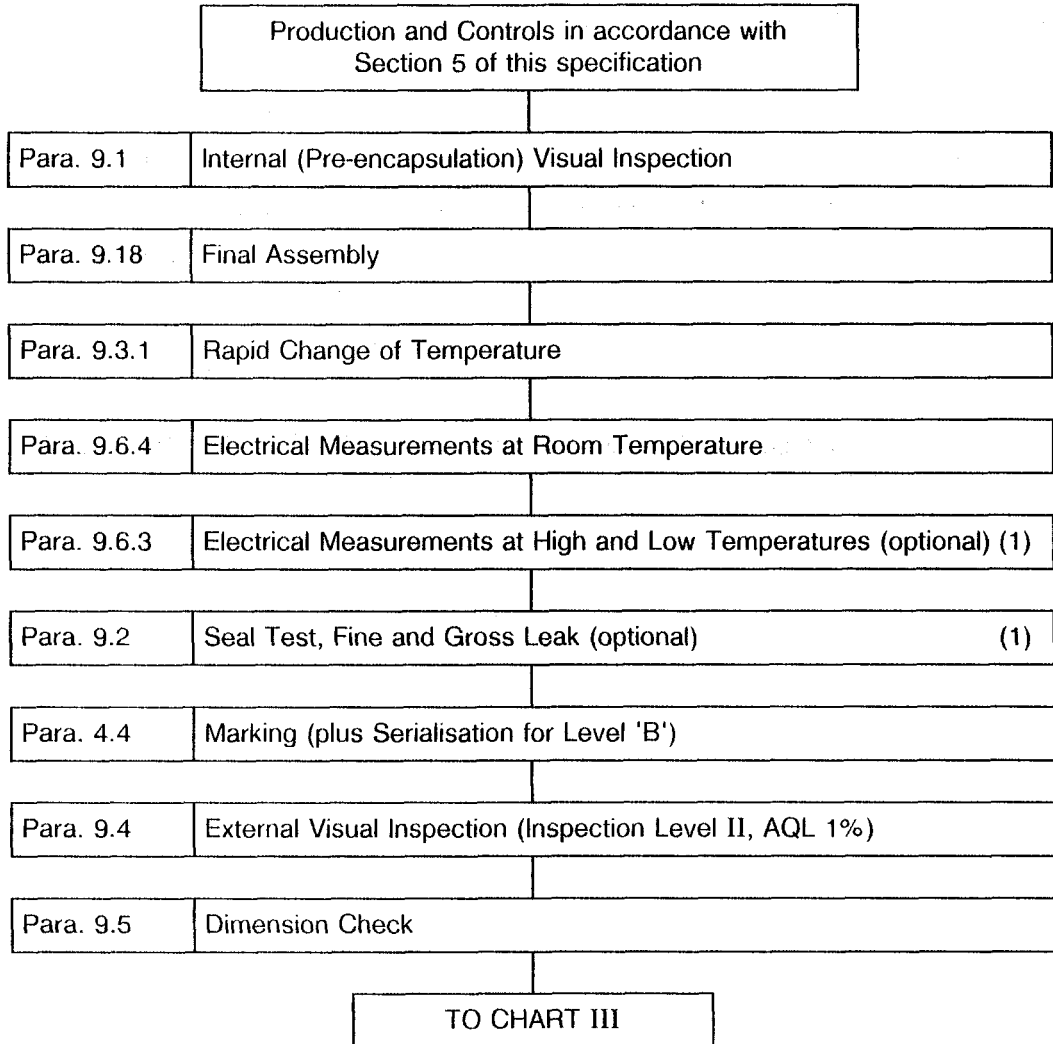 Production and Controls in accordance with
Section 5 of this specification
Para. 9.1 Internal (Pre-encapsulation) Visual Inspection
Para. 9.18 Final Assembly
Para. 9.3.1 Rapid Change of Temperature
Para. 9.6.4 Electrical Measurements at Room Temperature
Para. 9.6.3 Electrical Measurements at High and Low Temperatures (optional) (1)
Para. 9.2 Seal Test, Fine and Gross Leak (optional) (1)
Para. 4.4 Marking (plus Serialisation for Level 'B')
Para. 9.4 External Visual Inspection (Inspection Level II, AQL 1%)
Para. 9.5 Dimension Check
TO CHART III